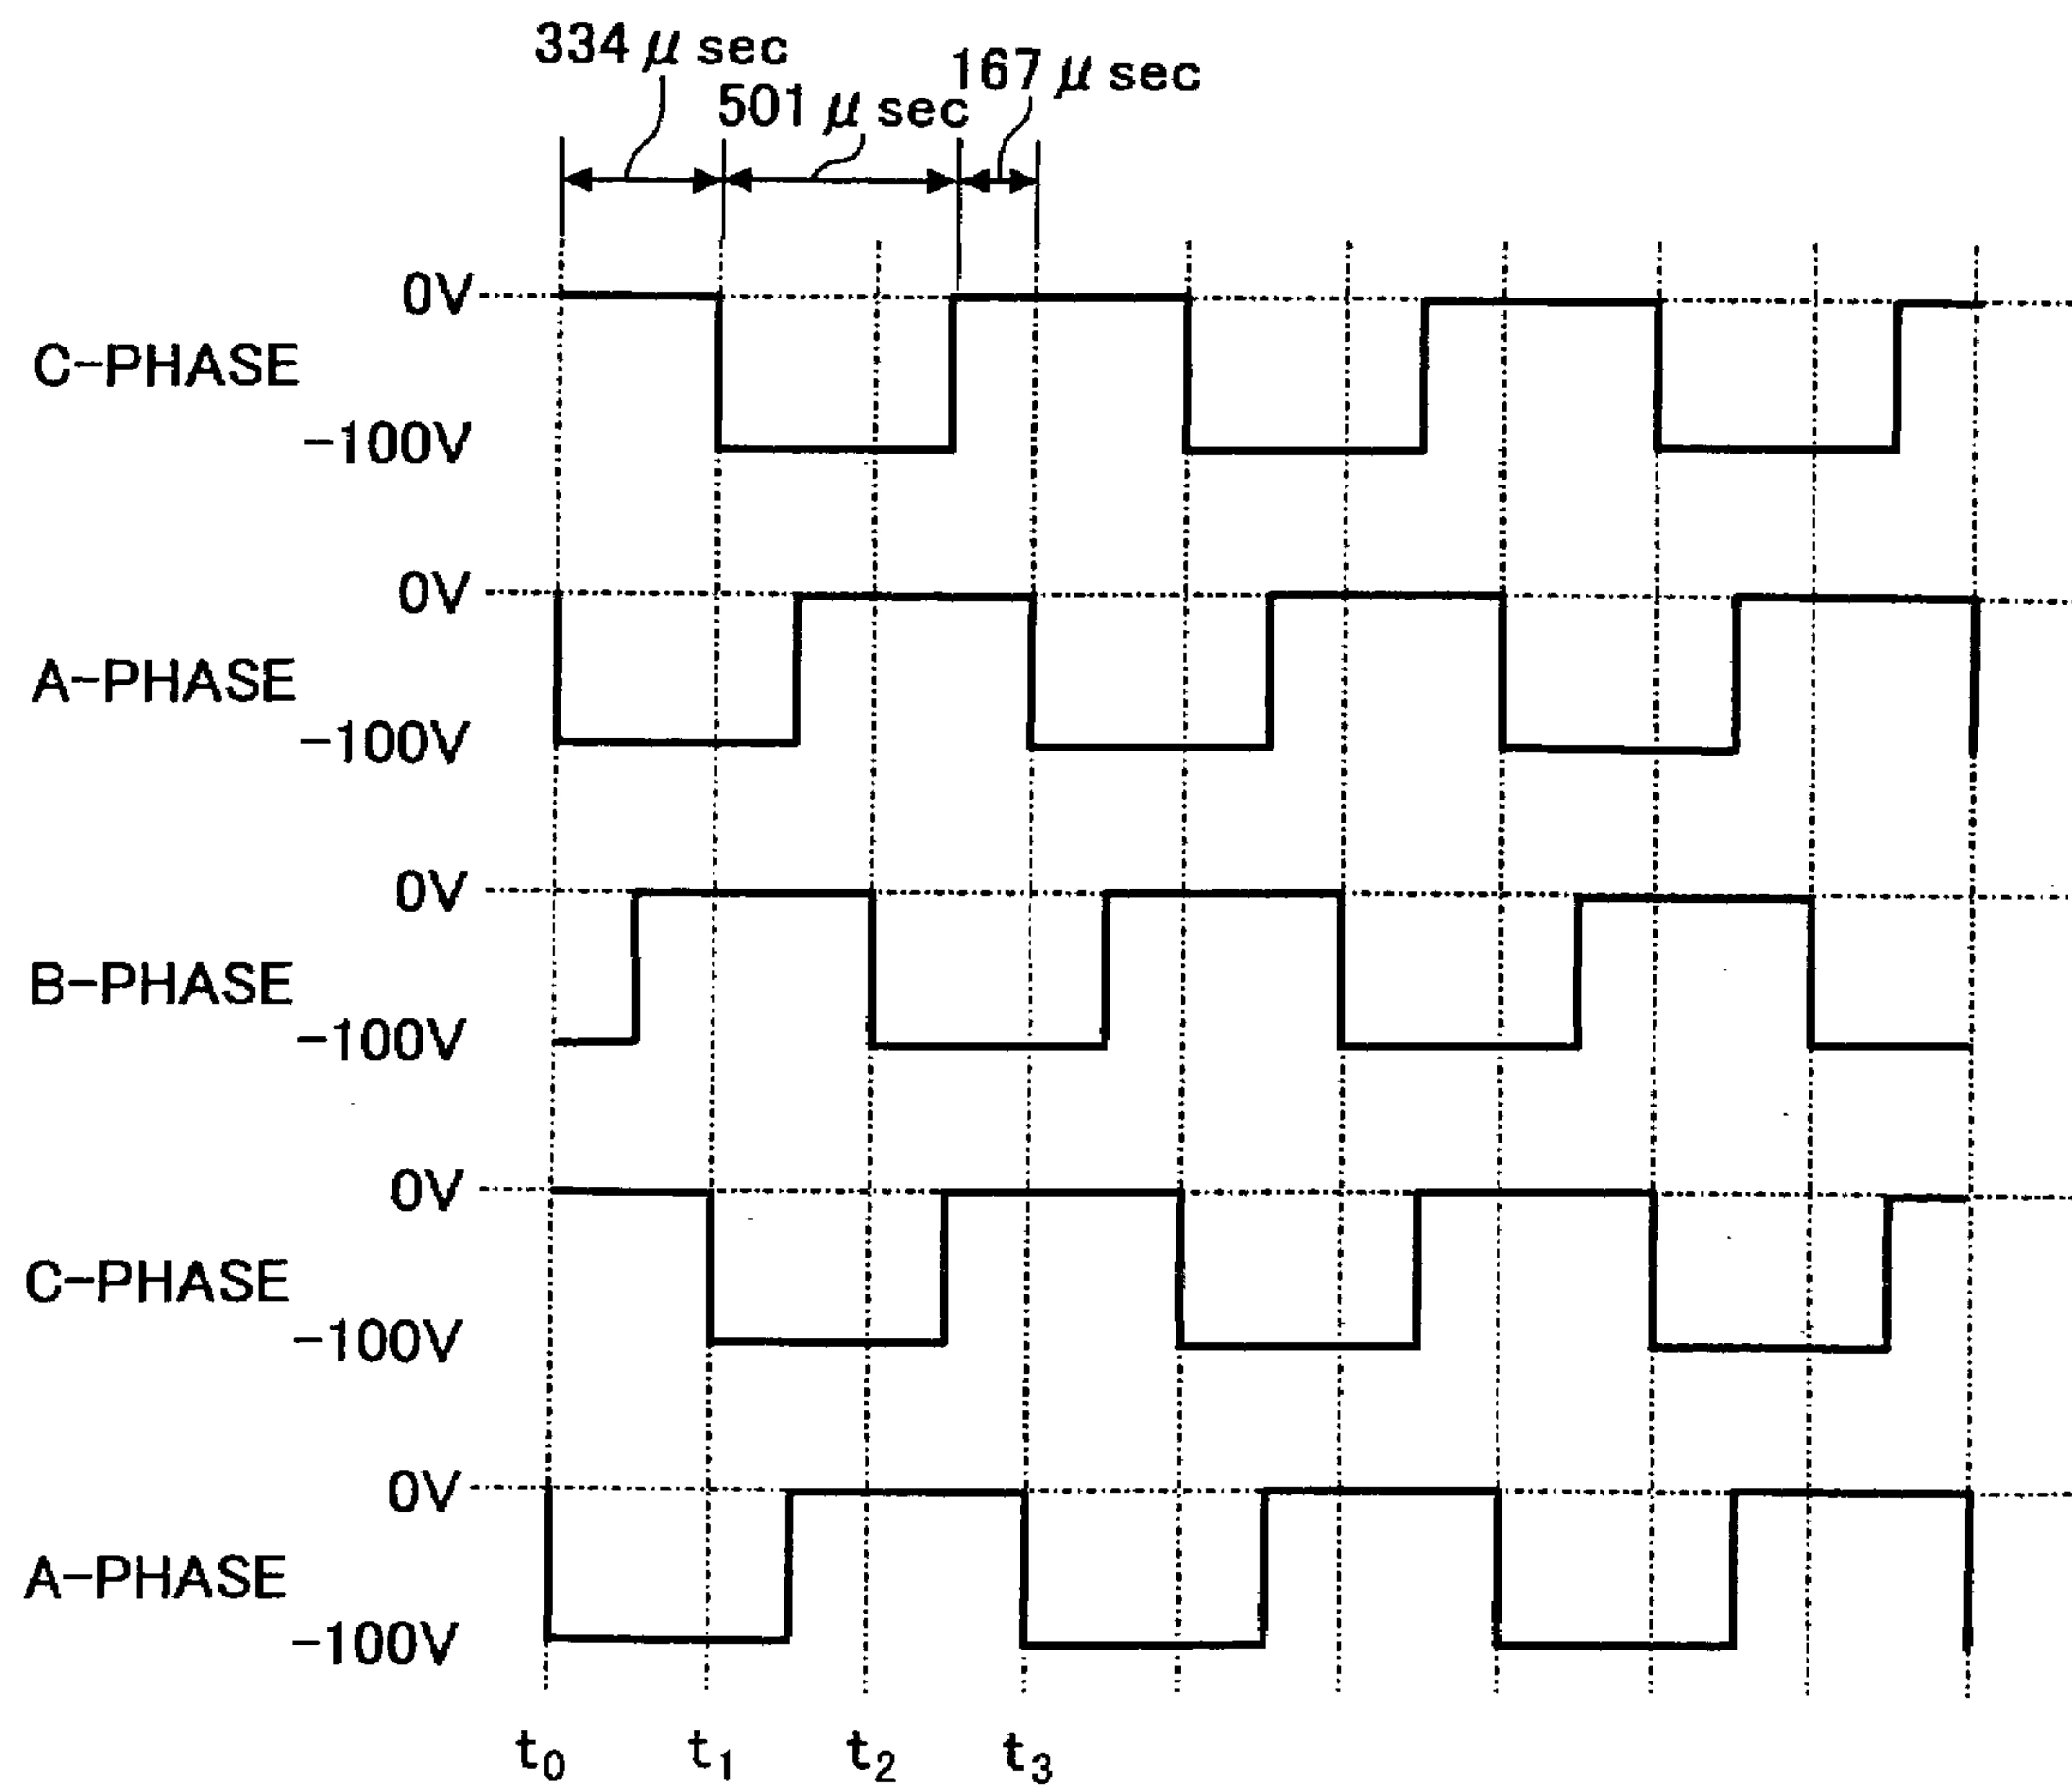 334 μ sec
501 μ sec
167 μ sec
0V
C-PHASE
-100V
0V
A-PHASE
-100V
0V
B-PHASE
-100V
0V
C-PHASE
-100V
0V
A-PHASE
-100V
t0 t1 t2 t3